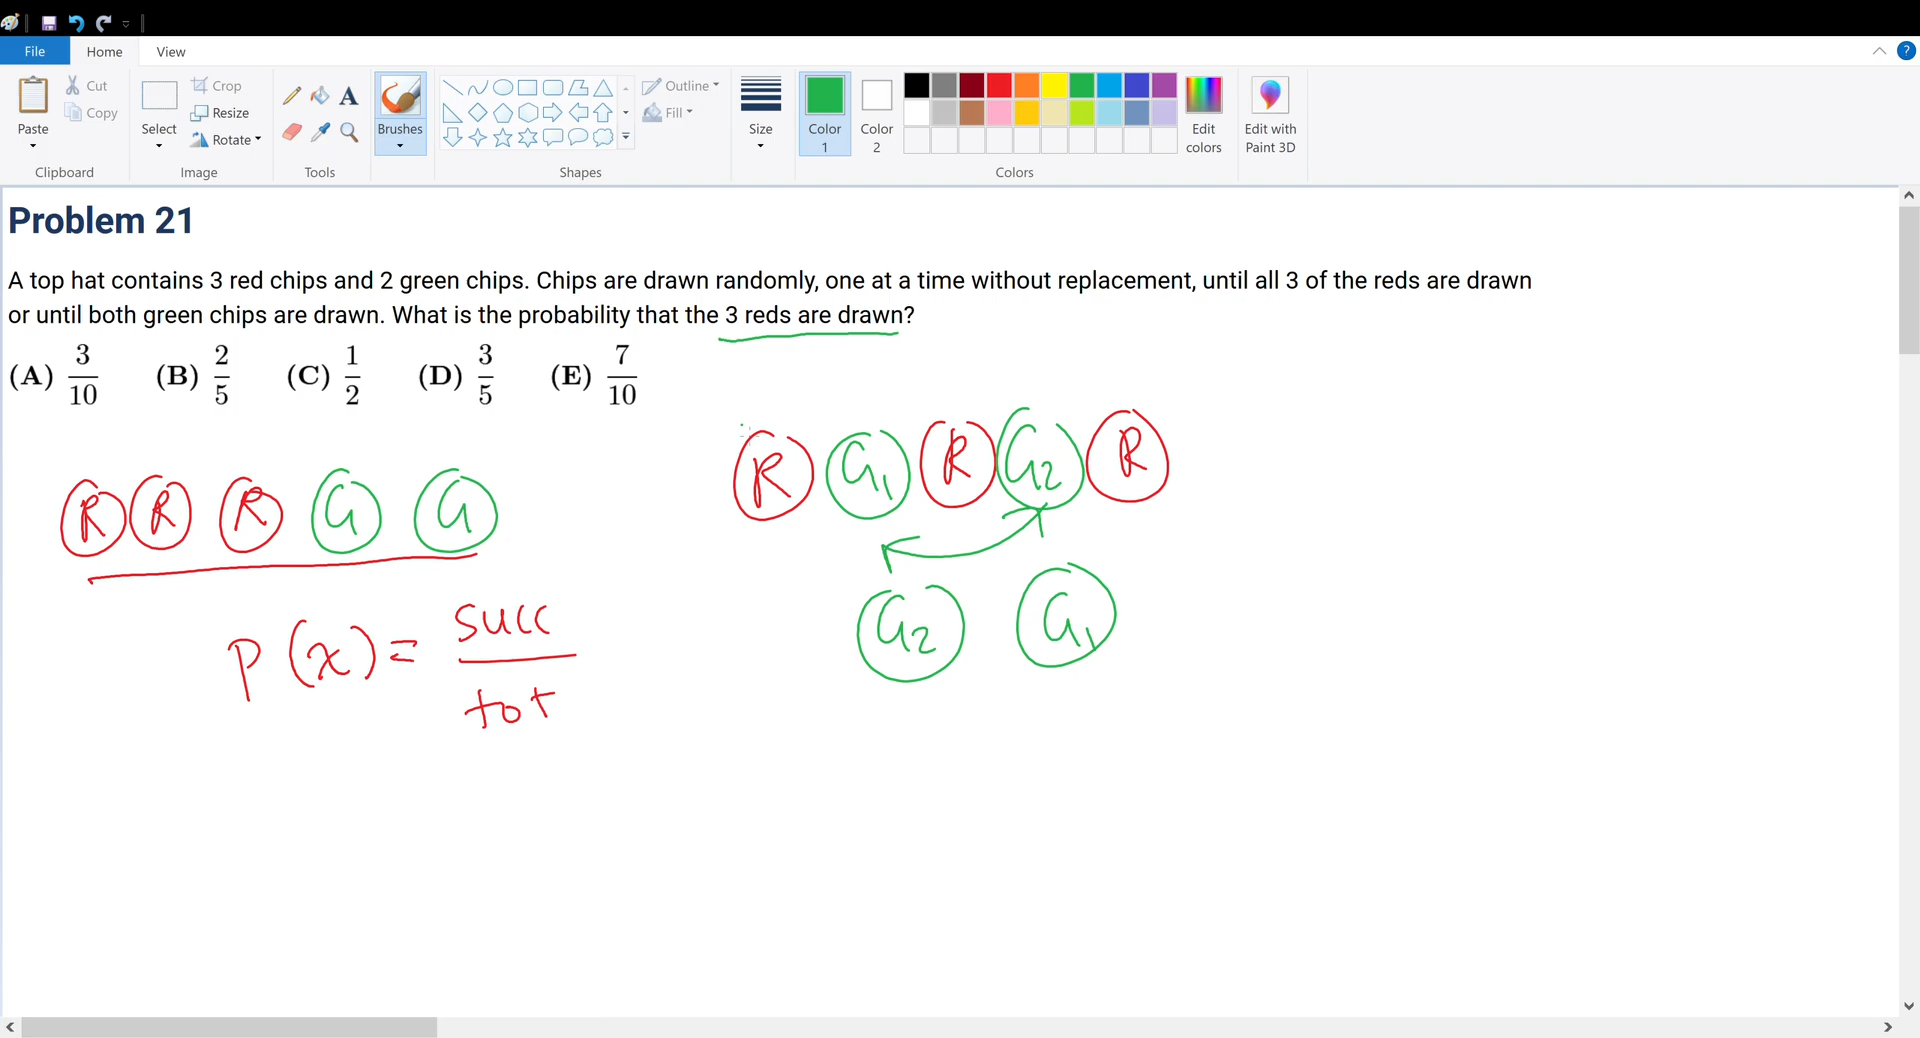 File Home View ?
Paste Cut Copy Clipboard
Select Crop Resize Rotate Image
A Tools
Brushes
Outline Fill Shapes
Size
Color 1 Color 2 Edit colors Edit with Paint 3D Colors
Problem 21
A top hat contains 3 red chips and 2 green chips. Chips are drawn randomly, one at a time without replacement, until all 3 of the reds are drawn
or until both green chips are drawn. What is the probability that the 3 reds are drawn?
(A) 3/10 (B) 2/5 (C) 1/2 (D) 3/5 (E) 7/10
R G1 R G2 R
R R R G G
G2 G1
P(x) = succ/tot